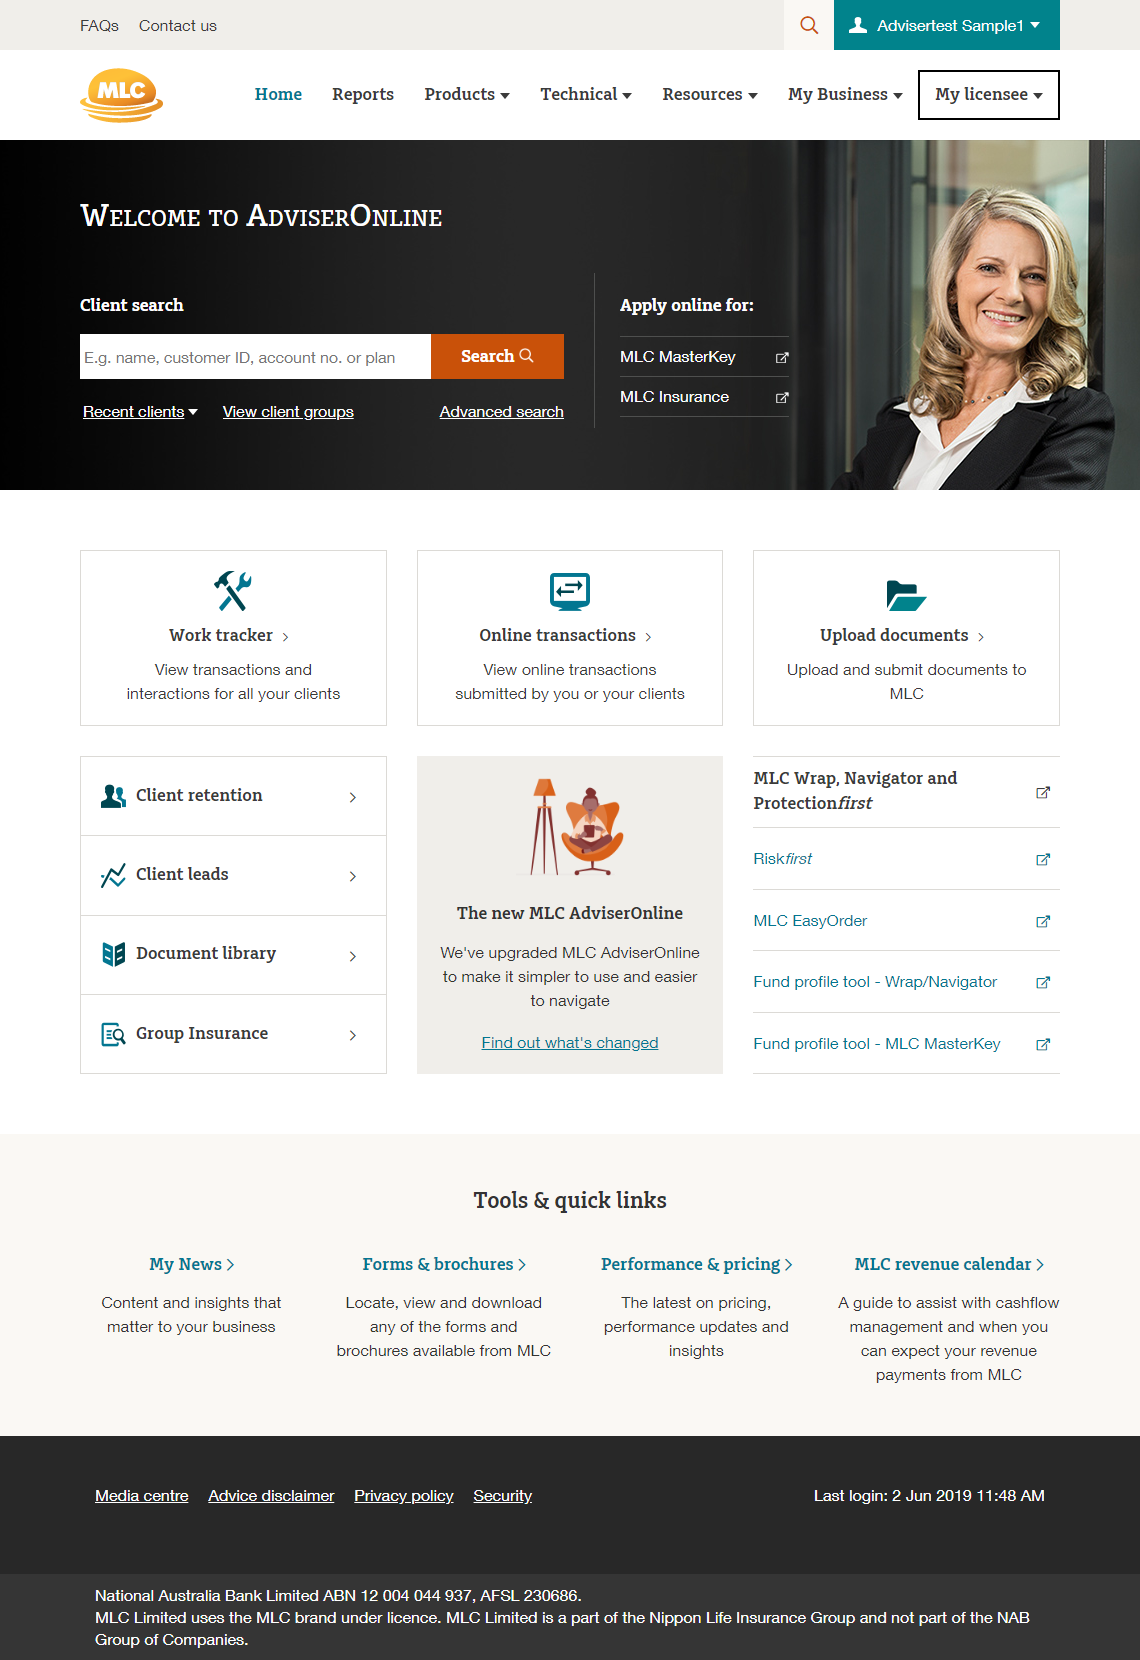 FAQs Contact us Advisertest Sample1
MLC Home Reports Products Technical Resources My Business My licensee
Welcome to AdviserOnline
Client search
E.g. name, customer ID, account no. or plan Search
Recent clients View client groups Advanced search
Apply online for:
MLC MasterKey
MLC Insurance
Work tracker
View transactions and
interactions for all your clients
Online transactions
View online transactions
submitted by you or your clients
Upload documents
Upload and submit documents to
MLC
Client retention
Client leads
Document library
Group Insurance
The new MLC AdviserOnline
We've upgraded MLC AdviserOnline
to make it simpler to use and easier
to navigate
Find out what's changed
MLC Wrap, Navigator and
Protectionfirst
Riskfirst
MLC EasyOrder
Fund profile tool - Wrap/Navigator
Fund profile tool - MLC MasterKey
Tools & quick links
My News
Content and insights that
matter to your business
Forms & brochures
Locate, view and download
any of the forms and
brochures available from MLC
Performance & pricing
The latest on pricing,
performance updates and
insights
MLC revenue calendar
A guide to assist with cashflow
management and when you
can expect your revenue
payments from MLC
Media centre Advice disclaimer Privacy policy Security Last login: 2 Jun 2019 11:48 AM
National Australia Bank Limited ABN 12 004 044 937, AFSL 230686.
MLC Limited uses the MLC brand under licence. MLC Limited is a part of the Nippon Life Insurance Group and not part of the NAB
Group of Companies.